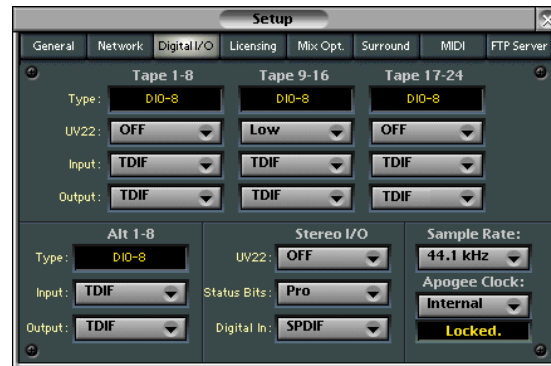 Setup
General Network Digital I/O Licensing Mix Opt. Surround MIDI FTP Server
Tape 1-8 Tape 9-16 Tape 17-24
Type: DIO-8 DIO-8 DIO-8
UV22: OFF Low OFF
Input: TDIF TDIF TDIF
Output: TDIF TDIF TDIF
Alt 1-8
Type: DIO-8
Input: TDIF
Output: TDIF
Stereo I/O
UV22: OFF
Status Bits: Pro
Digital In: SPDIF
Sample Rate:
44.1 kHz
Apogee Clock:
Internal
Locked.